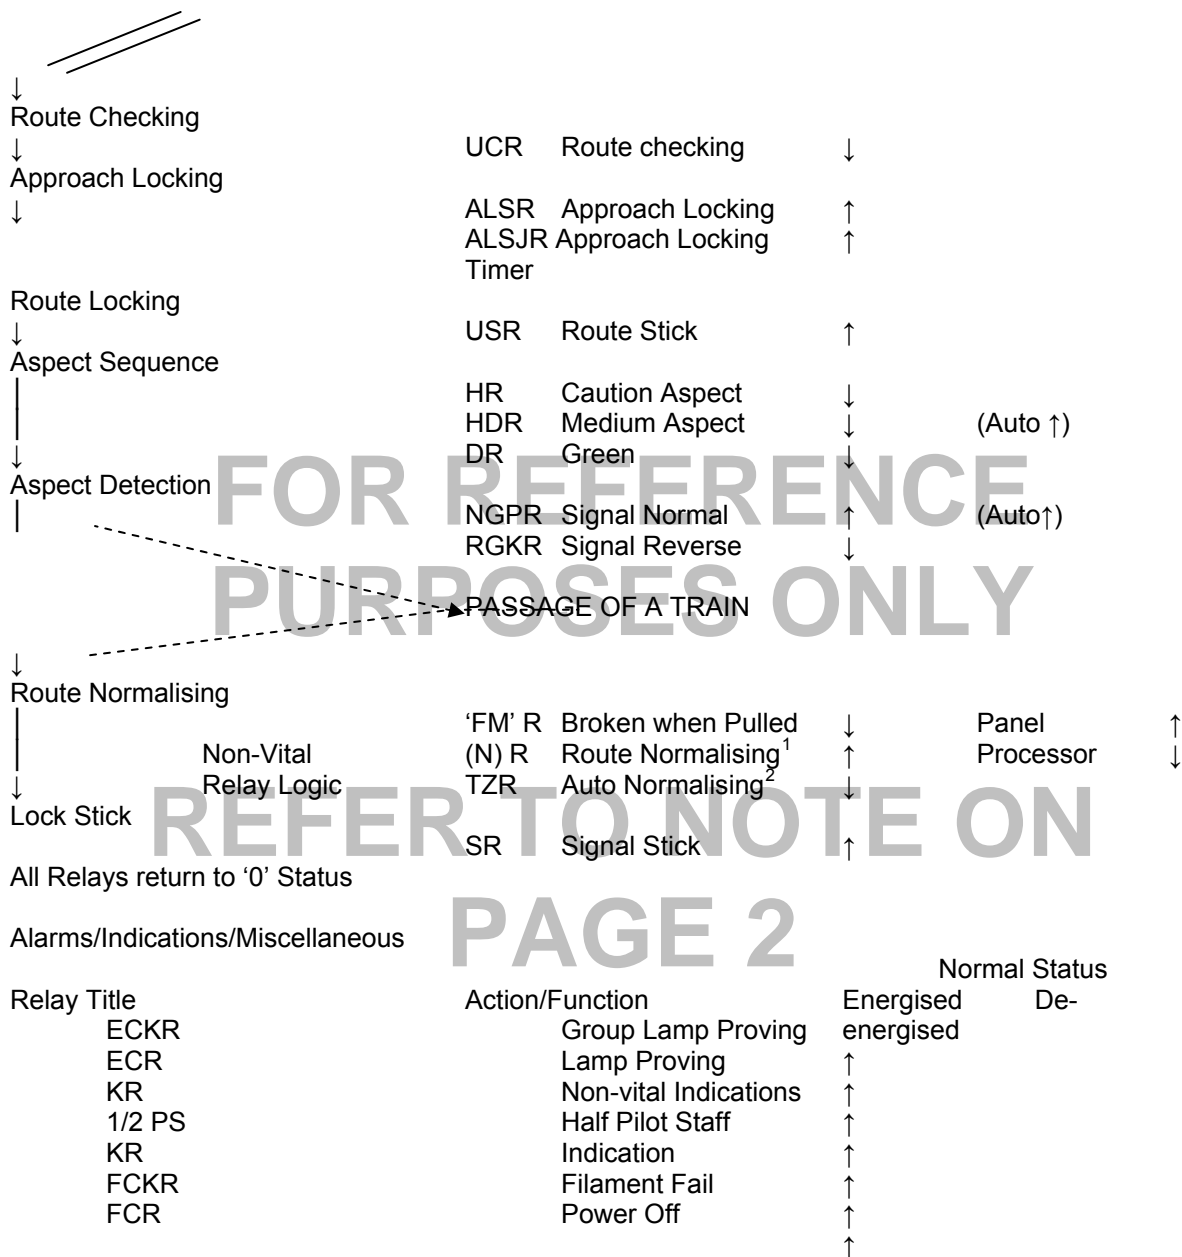 ↓
Route Checking
↓ UCR Route checking ↓
Approach Locking
↓ ALSR Approach Locking ↑
ALSJR Approach Locking ↑
Timer
Route Locking
↓ USR Route Stick ↑
Aspect Sequence
HR Caution Aspect ↓
HDR Medium Aspect ↓ (Auto ↑)
↓ DR Green ↓
Aspect Detection
NGPR Signal Normal ↑ (Auto↑)
RGKR Signal Reverse ↓
PASSAGE OF A TRAIN
↓
Route Normalising
‘FM’ R Broken when Pulled ↓ Panel ↑
Non-Vital (N) R Route Normalising1 ↑ Processor ↓
↓ Relay Logic TZR Auto Normalising2 ↓
Lock Stick
SR Signal Stick ↑
All Relays return to ‘0’ Status
Alarms/Indications/Miscellaneous
Normal Status
Relay Title Action/Function Energised De-
ECKR Group Lamp Proving energised
ECR Lamp Proving ↑
KR Non-vital Indications ↑
1/2 PS Half Pilot Staff ↑
KR Indication ↑
FCKR Filament Fail ↑
FCR Power Off ↑
↑
FOR REFERENCE
PURPOSES ONLY
REFER TO NOTE ON
PAGE 2